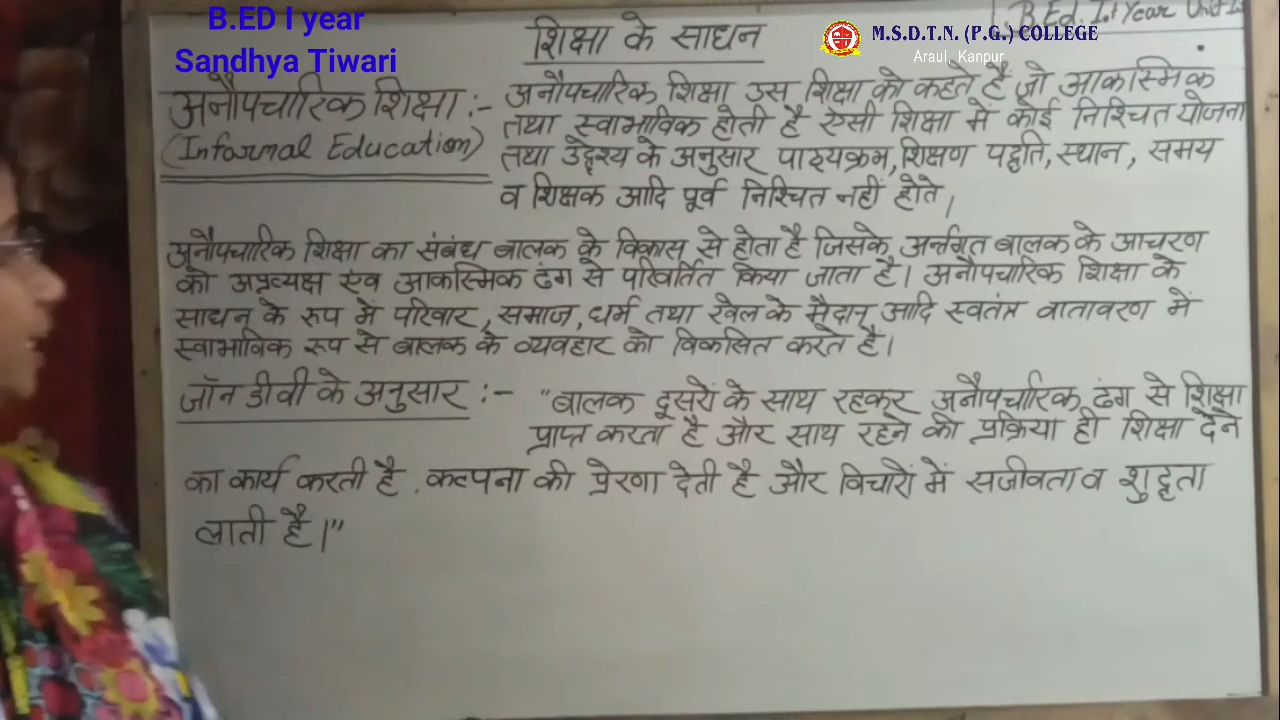 B.ED I year
Sandhya Tiwari
शिक्षा के साधन
B.Ed. Ist Year Unit-I
M.S.D.T.N. (P.G.) COLLEGE
Araul, Kanpur
अनौपचारिक शिक्षा :-
(Informal Education)
अनौपचारिक शिक्षा उस शिक्षा को कहते हैं जो आकस्मिक
तथा स्वाभाविक होती है ऐसी शिक्षा में कोई निश्चित योजना
तथा उद्देश्य के अनुसार पाठ्यक्रम, शिक्षण पद्धति, स्थान, समय
व शिक्षक आदि पूर्व निश्चित नहीं होते।
अनौपचारिक शिक्षा का संबंध बालक के विकास से होता है जिसके अर्न्तगत बालक के आचरण
को अप्रत्यक्ष एंव आकस्मिक ढंग से परिवर्तित किया जाता है। अनौपचारिक शिक्षा के
साधन के रूप में परिवार, समाज, धर्म तथा खेल के मैदान आदि स्वतंत्र वातावरण में
स्वाभाविक रूप से बालक के व्यवहार को विकसित करते है।
जॉन डीवी के अनुसार :- "बालक दूसरों के साथ रहकर अनौपचारिक ढंग से शिक्षा
प्राप्त करता है और साथ रहने की प्रक्रिया ही शिक्षा देने
का कार्य करती है. कल्पना की प्रेरणा देती है और विचारों में सजीवता व शुद्धता
लाती है।"